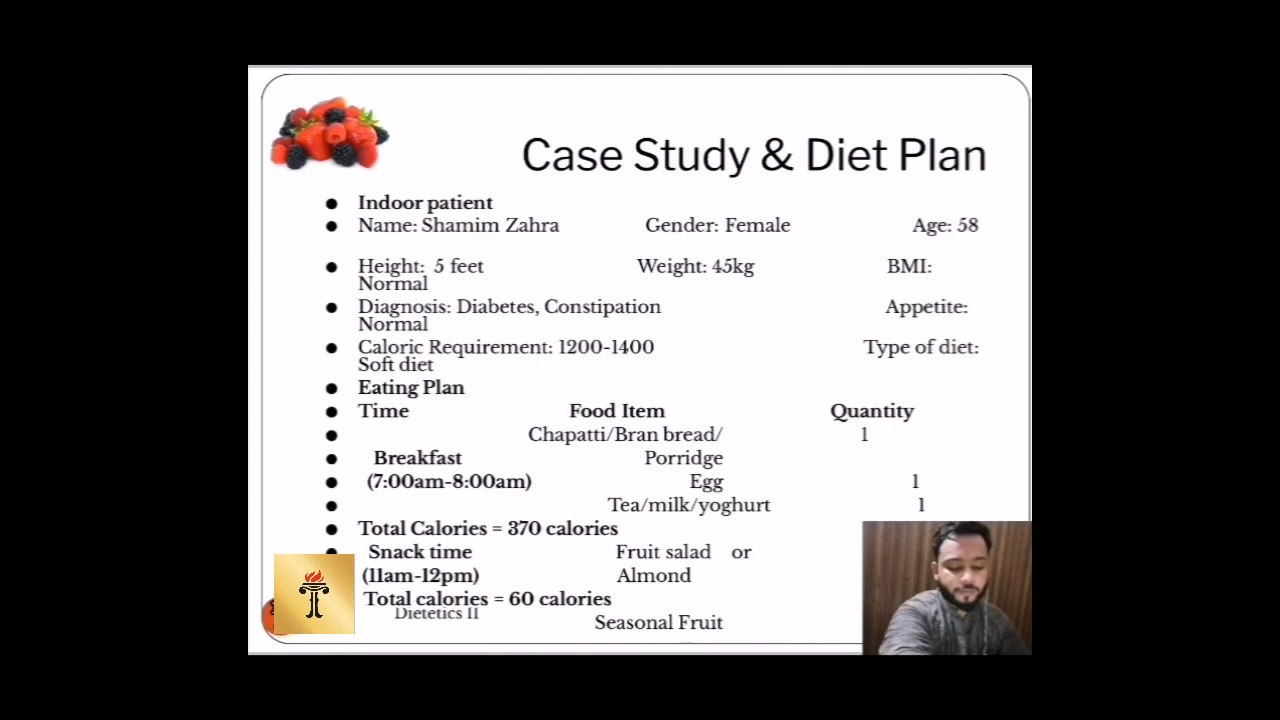 Case Study & Diet Plan
Indoor patient
Name: Shamim Zahra Gender: Female Age: 58
Height: 5 feet Weight: 45kg BMI:
Normal
Diagnosis: Diabetes, Constipation Appetite:
Normal
Caloric Requirement: 1200-1400 Type of diet:
Soft diet
Eating Plan
Time Food Item Quantity
Chapatti/Bran bread/ 1
Breakfast Porridge
(7:00am-8:00am) Egg 1
Tea/milk/yoghurt 1
Total Calories = 370 calories
Snack time Fruit salad or
(11am-12pm) Almond
Total calories = 60 calories
Dietetics II
Seasonal Fruit